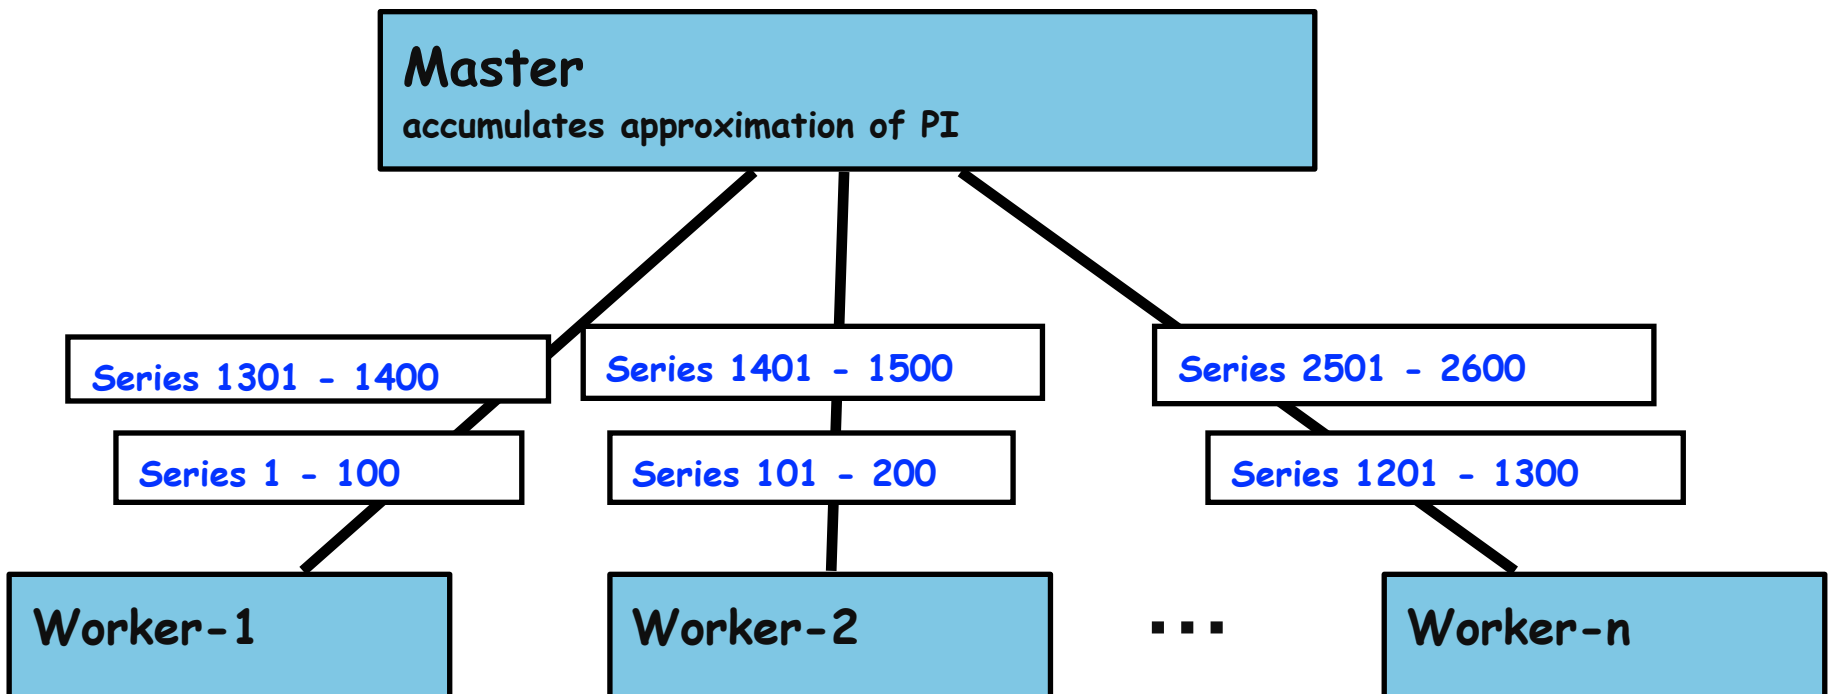 Master
accumulates approximation of PI
Series 1301 - 1400
Series 1401 - 1500
Series 2501 - 2600
Series 1 - 100
Series 101 - 200
Series 1201 - 1300
Worker-1
Worker-2
...
Worker-n